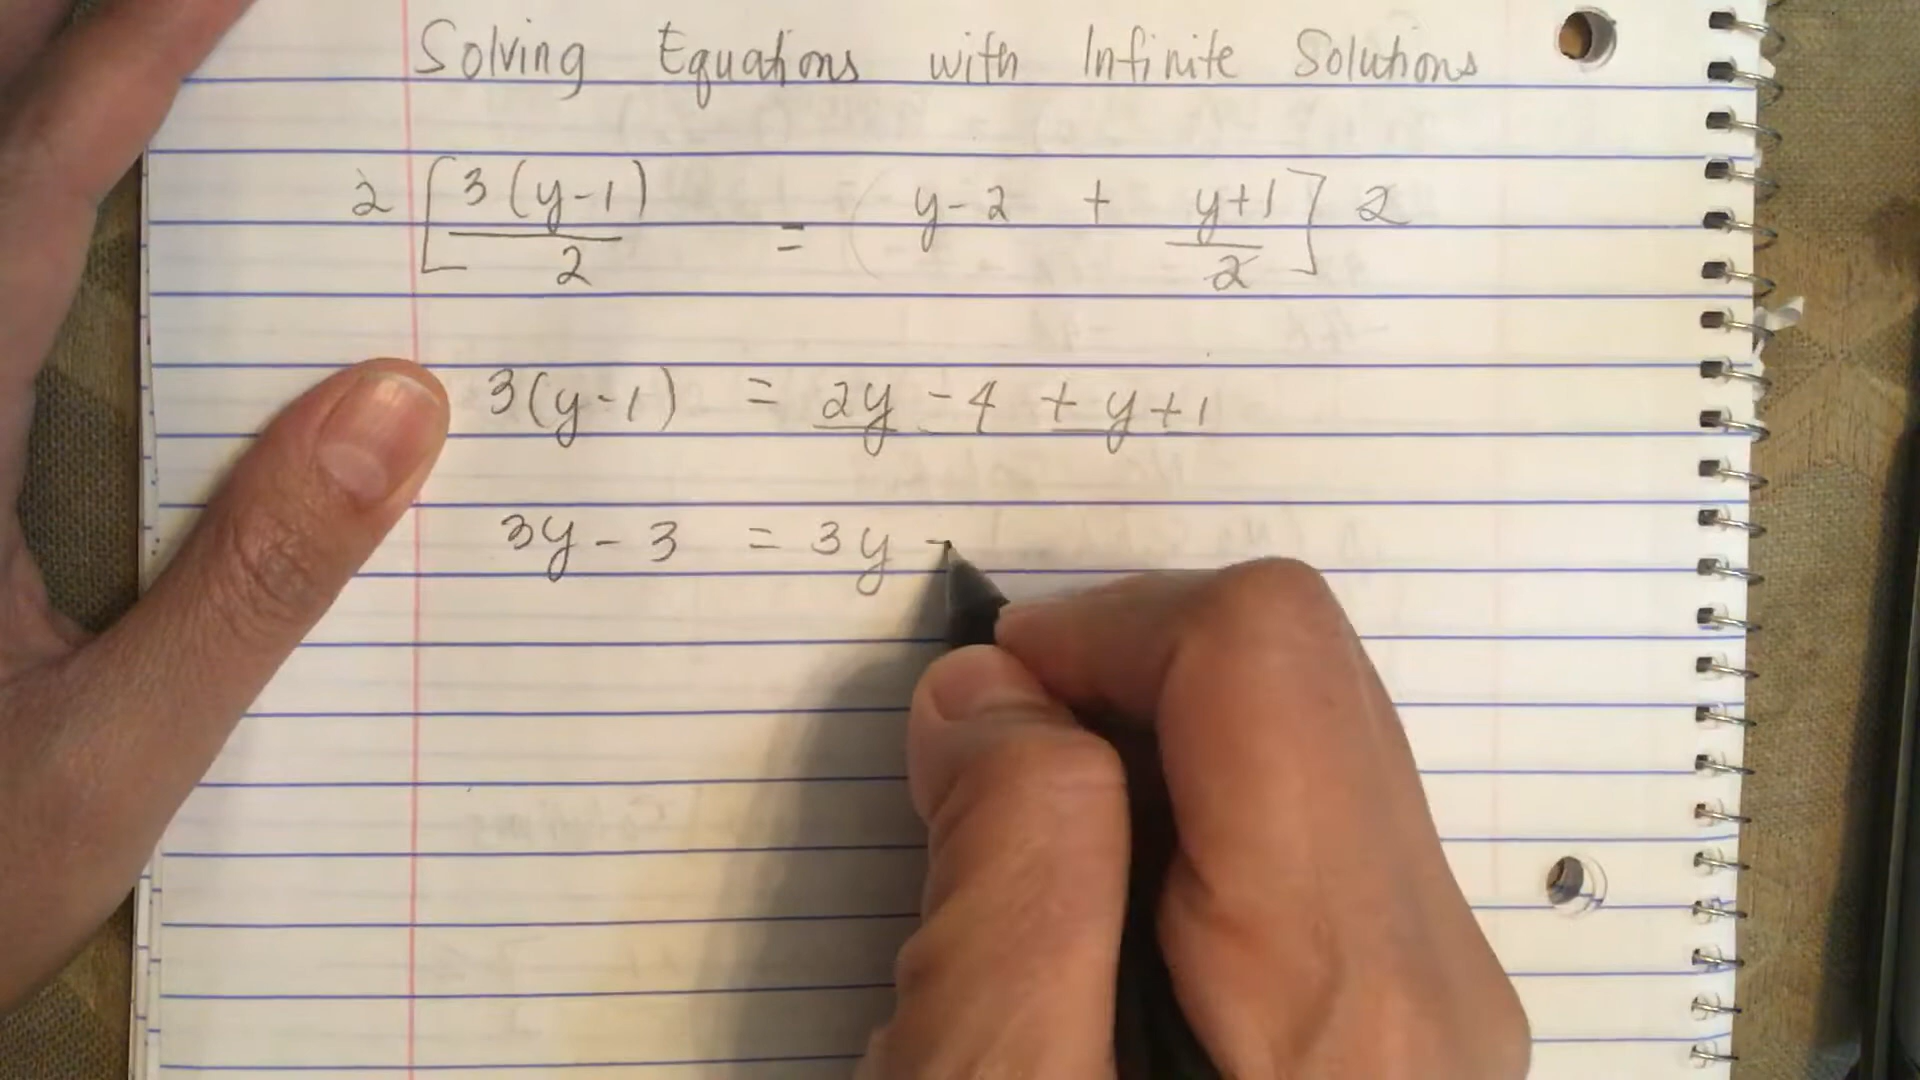 Solving Equations with Infinite Solutions
2 [ 3(y-1)/2 = y-2 + y+1/2 ] 2
3(y-1) = 2y - 4 + y + 1
3y - 3 = 3y -